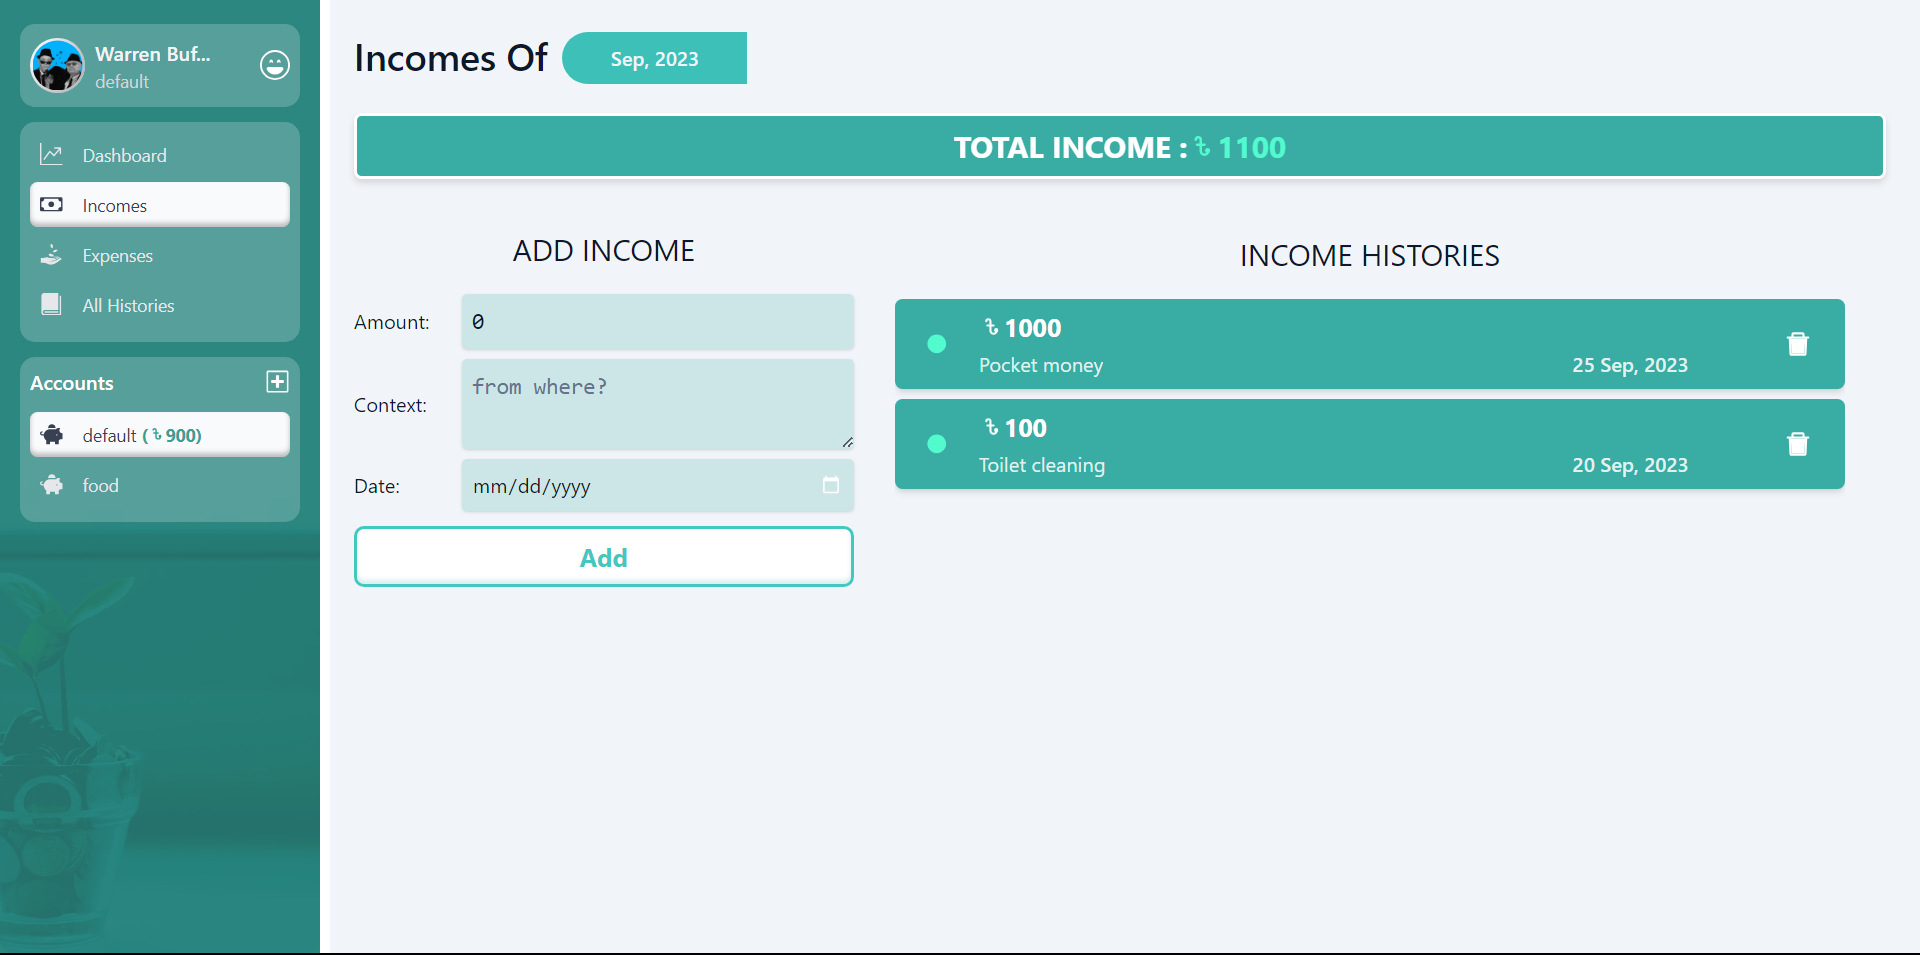 Warren Buf...
default
Dashboard
Incomes
Expenses
All Histories
Accounts
default (৳ 900)
food
Incomes Of
Sep, 2023
TOTAL INCOME : ৳ 1100
ADD INCOME
Amount:
0
Context:
from where?
Date:
mm/dd/yyyy
Add
INCOME HISTORIES
৳ 1000
Pocket money
25 Sep, 2023
৳ 100
Toilet cleaning
20 Sep, 2023